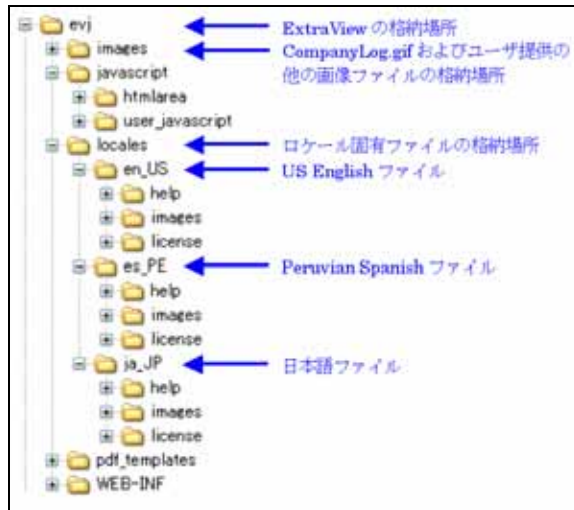 evj ExtraView の格納場所
images CompanyLog.gif およびユーザ提供の
javascript 他の画像ファイルの格納場所
htmlarea
user_javascript
locales ロケール固有ファイルの格納場所
en_US US English ファイル
help
images
license
es_PE Peruvian Spanish ファイル
help
images
license
ja_JP 日本語ファイル
help
images
license
pdf_templates
WEB-INF